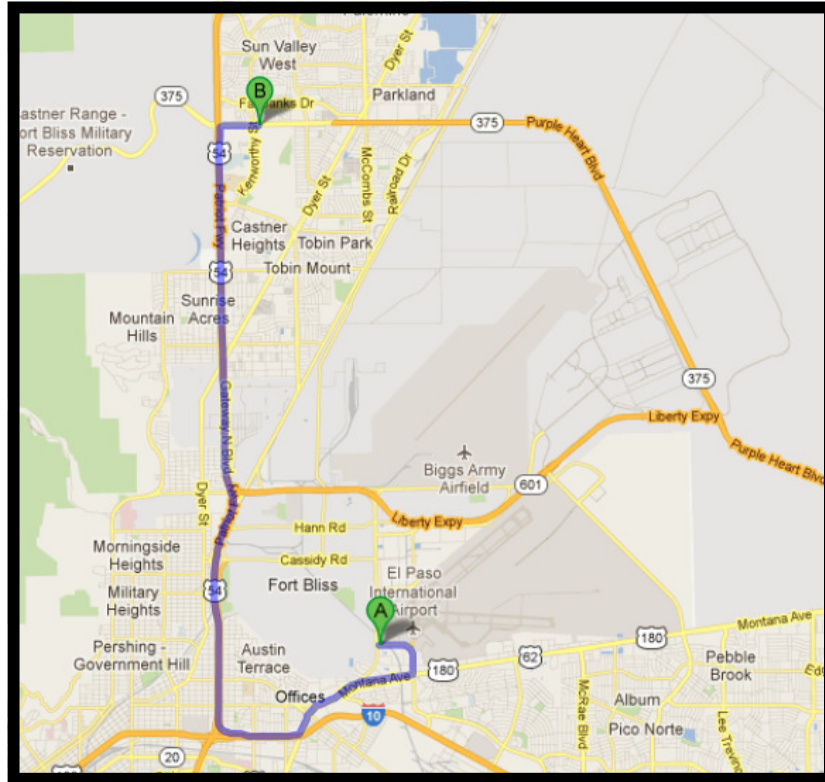 Sun Valley
West
Dyer St
B
375
Fairbanks Dr
Parkland
Castner Range -
Fort Bliss Military
Reservation
375
Purple Heart Blvd
54
Kenworthy St
McCombs St
Railroad Dr
Patriot Fwy
Dyer St
Castner
Heights
Tobin Park
54
Tobin Mount
Sunrise
Acres
Mountain
Hills
375
Gateway N Blvd
Liberty Expy
Purple Heart Blvd
Biggs Army
Airfield
601
Dyer St
Patriot Fwy
Hann Rd
Liberty Expy
Morningside
Heights
Cassidy Rd
Fort Bliss
El Paso
International
Airport
54
Military
Heights
A
Montana Ave
180
Pershing -
Government Hill
Austin
Terrace
62
Pebble
Brook
180
Montana Ave
Offices
McRae Blvd
Album
10
Pico Norte
Lee Trevino
20
180